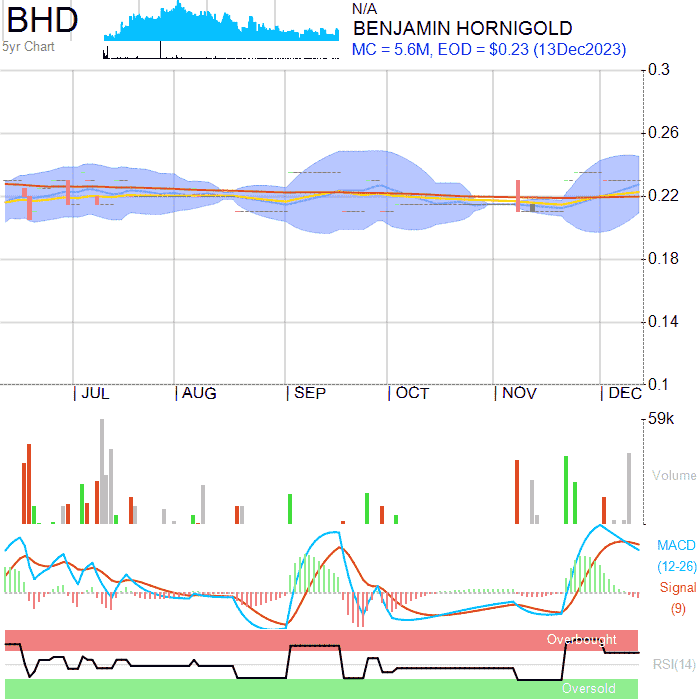 BHD
5yr Chart
N/A
BENJAMIN HORNIGOLD
MC = 5.6M, EOD = $0.23 (13Dec2023)
0.3
0.26
0.22
0.18
0.14
0.1
JUL AUG SEP OCT NOV DEC
59k
Volume
MACD
(12-26)
Signal
(9)
Overbought
RSI(14)
Oversold